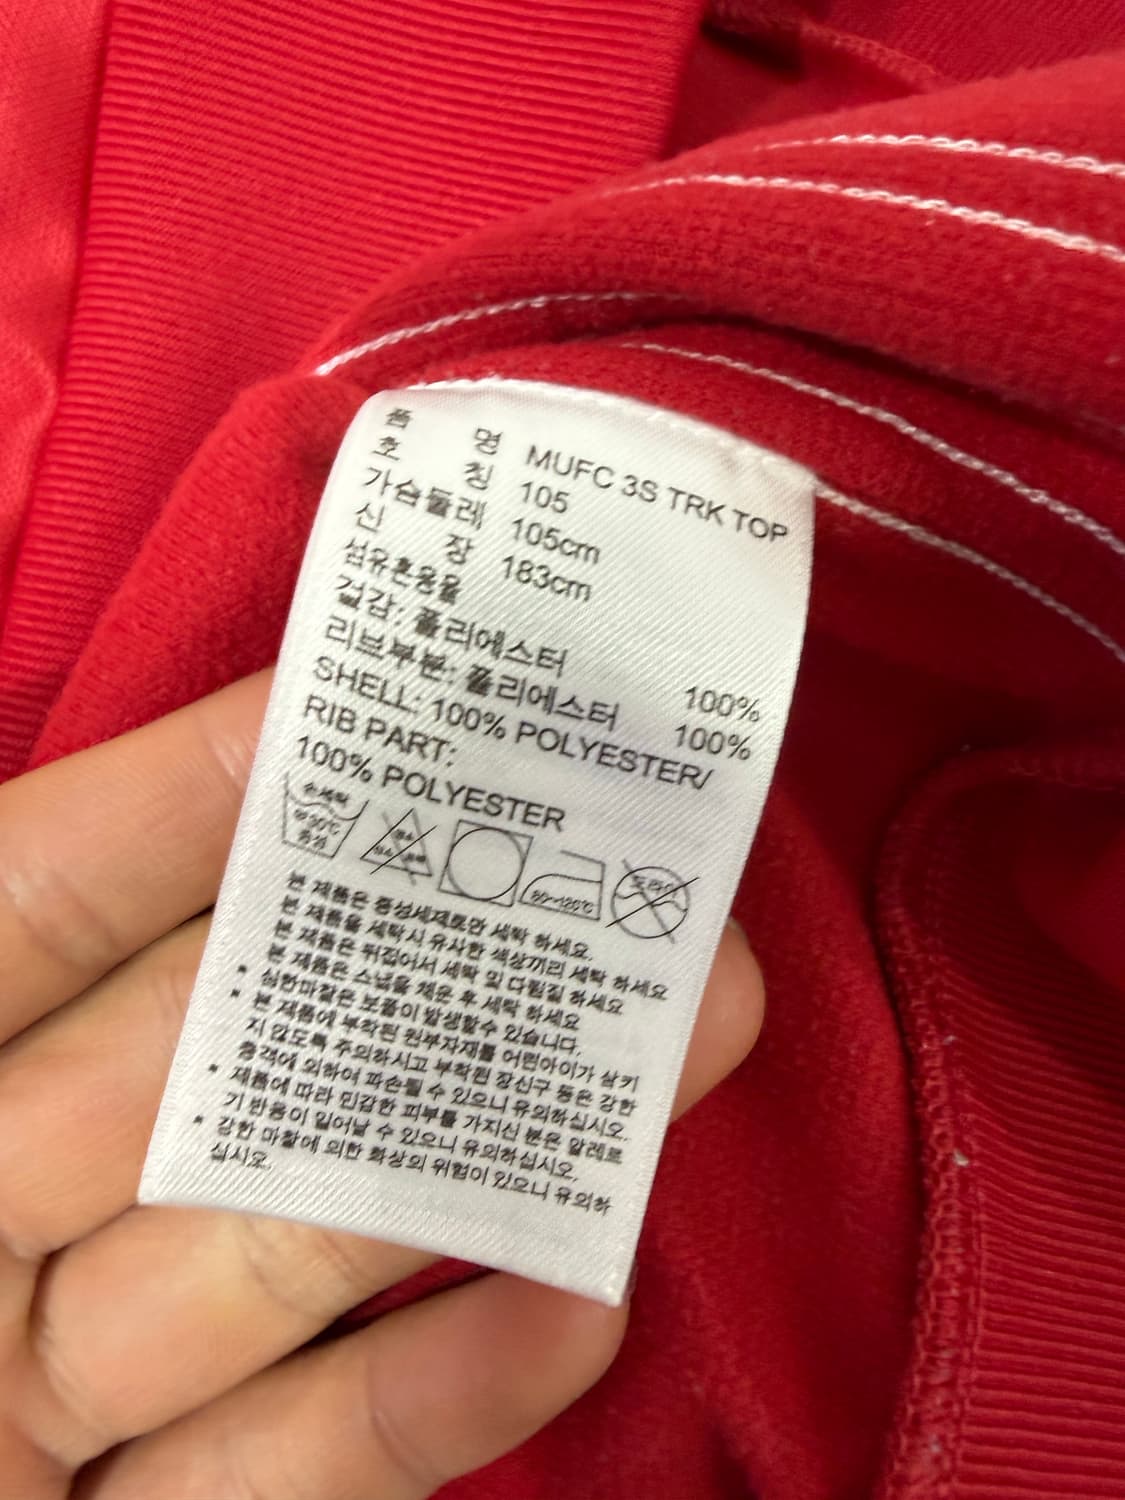 품 명 MUFC 3S TRK TOP
호 칭 105
가슴둘레 105cm
신 장 183cm
섬유혼용율
겉감: 폴리에스터 100%
리브부분: 폴리에스터 100%
SHELL: 100% POLYESTER/
RIB PART:
100% POLYESTER
손세탁
30℃
중성
80~120℃
드라이
본 제품은 중성세제로만 세탁 하세요.
본 제품을 세탁시 유사한 색상끼리 세탁 하세요
본 제품은 뒤집어서 세탁 및 다림질 하세요
본 제품은 스냅을 채운 후 세탁 하세요
* 심한마찰은 보풀이 발생할수 있습니다.
* 본 제품에 부착된 원부자재를 어린아이가 삼키
지 않도록 주의하시고 부착된 장신구 등은 강한
충격에 의하여 파손될 수 있으니 유의하십시오.
* 제품에 따라 민감한 피부를 가지신 분은 알레르
기 반응이 일어날 수 있으니 유의하십시오.
* 강한 마찰에 의한 화상의 위험이 있으니 유의하
십시오.